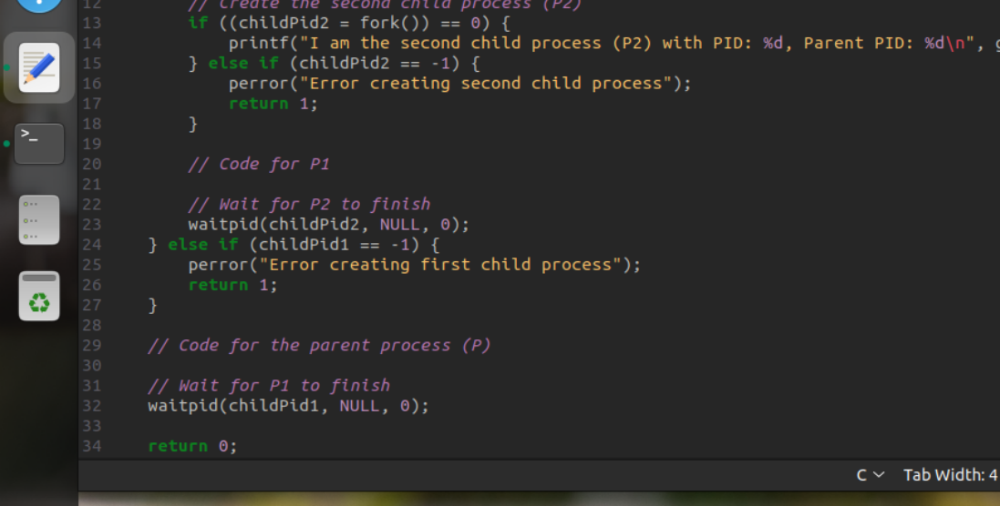 12 // Create the second child process (P2)
13 if ((childPid2 = fork()) == 0) {
14 printf("I am the second child process (P2) with PID: %d, Parent PID: %d\n",
15 } else if (childPid2 == -1) {
16 perror("Error creating second child process");
17 return 1;
18 }
19
20 // Code for P1
21
22 // Wait for P2 to finish
23 waitpid(childPid2, NULL, 0);
24 } else if (childPid1 == -1) {
25 perror("Error creating first child process");
26 return 1;
27 }
28
29 // Code for the parent process (P)
30
31 // Wait for P1 to finish
32 waitpid(childPid1, NULL, 0);
33
34 return 0;
>_
C Tab Width: 4